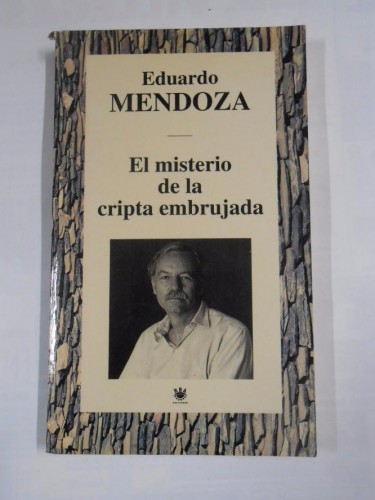 Eduardo
MENDOZA
El misterio
de la
cripta embrujada